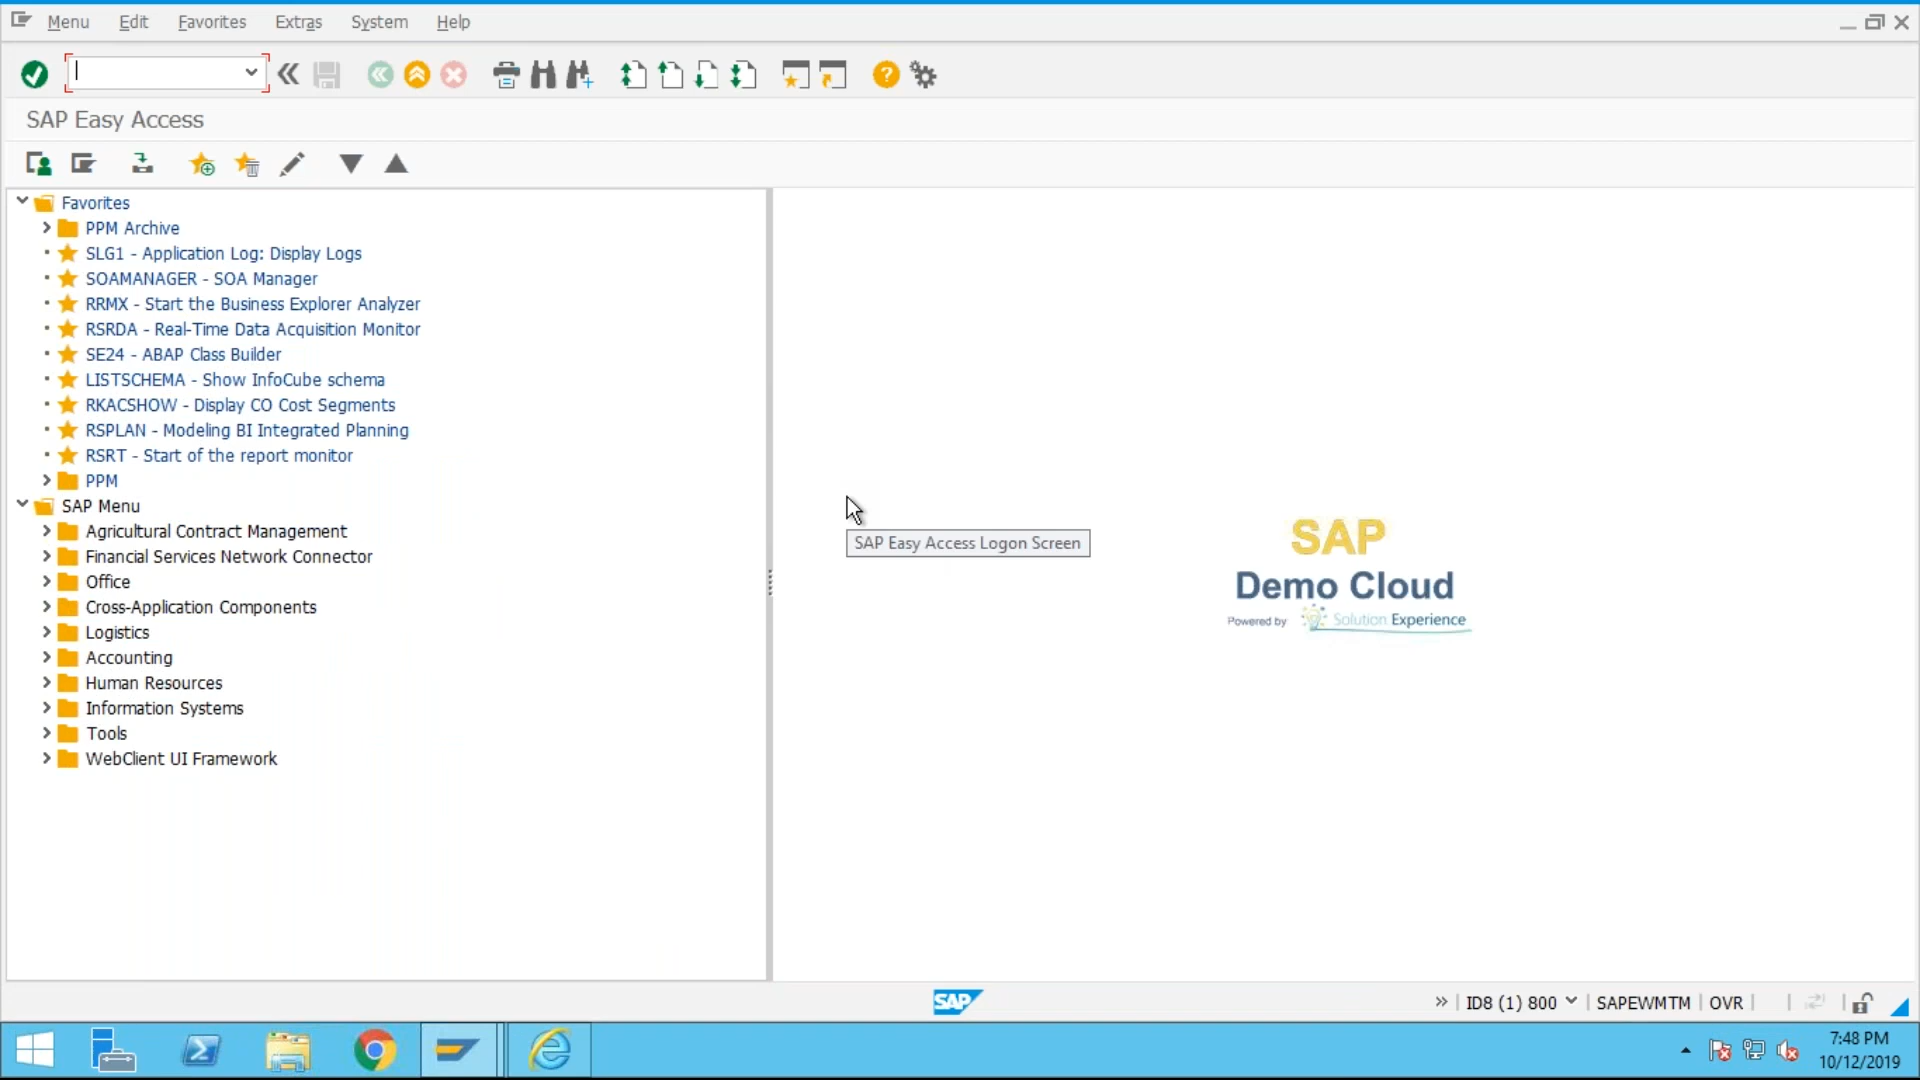 Menu Edit Favorites Extras System Help
SAP Easy Access
Favorites
PPM Archive
SLG1 - Application Log: Display Logs
SOAMANAGER - SOA Manager
RRMX - Start the Business Explorer Analyzer
RSRDA - Real-Time Data Acquisition Monitor
SE24 - ABAP Class Builder
LISTSCHEMA - Show InfoCube schema
RKACSHOW - Display CO Cost Segments
RSPLAN - Modeling BI Integrated Planning
RSRT - Start of the report monitor
PPM
SAP Menu
Agricultural Contract Management
Financial Services Network Connector
Office
Cross-Application Components
Logistics
Accounting
Human Resources
Information Systems
Tools
WebClient UI Framework
SAP Easy Access Logon Screen
SAP
Demo Cloud
Powered by Solution Experience
SAP
ID8 (1) 800 SAPEWMTM OVR
7:48 PM
10/12/2019